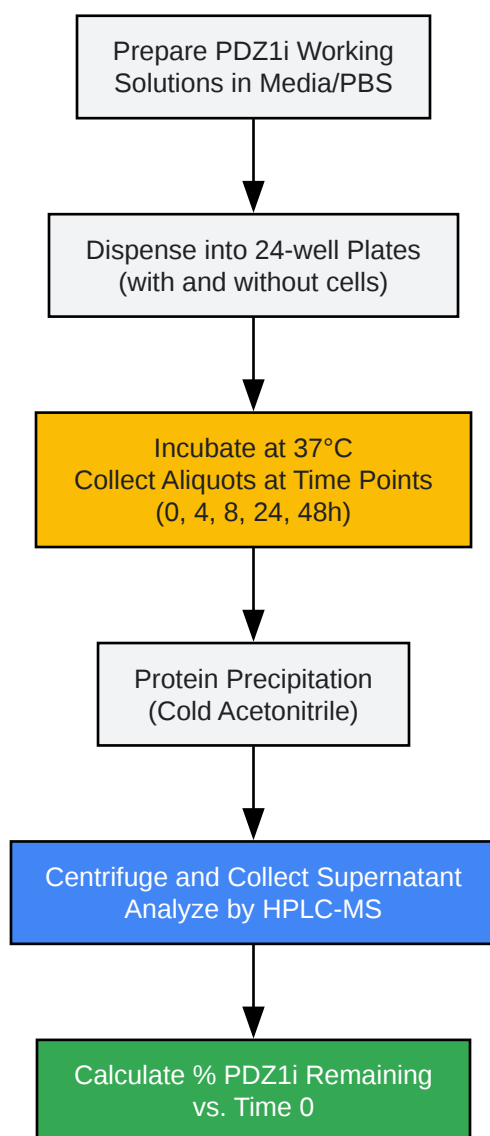 Prepare PDZ1i Working
Solutions in Media/PBS
Dispense into 24-well Plates
(with and without cells)
Incubate at 37°C
Collect Aliquots at Time Points
(0, 4, 8, 24, 48h)
Protein Precipitation
(Cold Acetonitrile)
Centrifuge and Collect Supernatant
Analyze by HPLC-MS
Calculate % PDZ1i Remaining
vs. Time 0